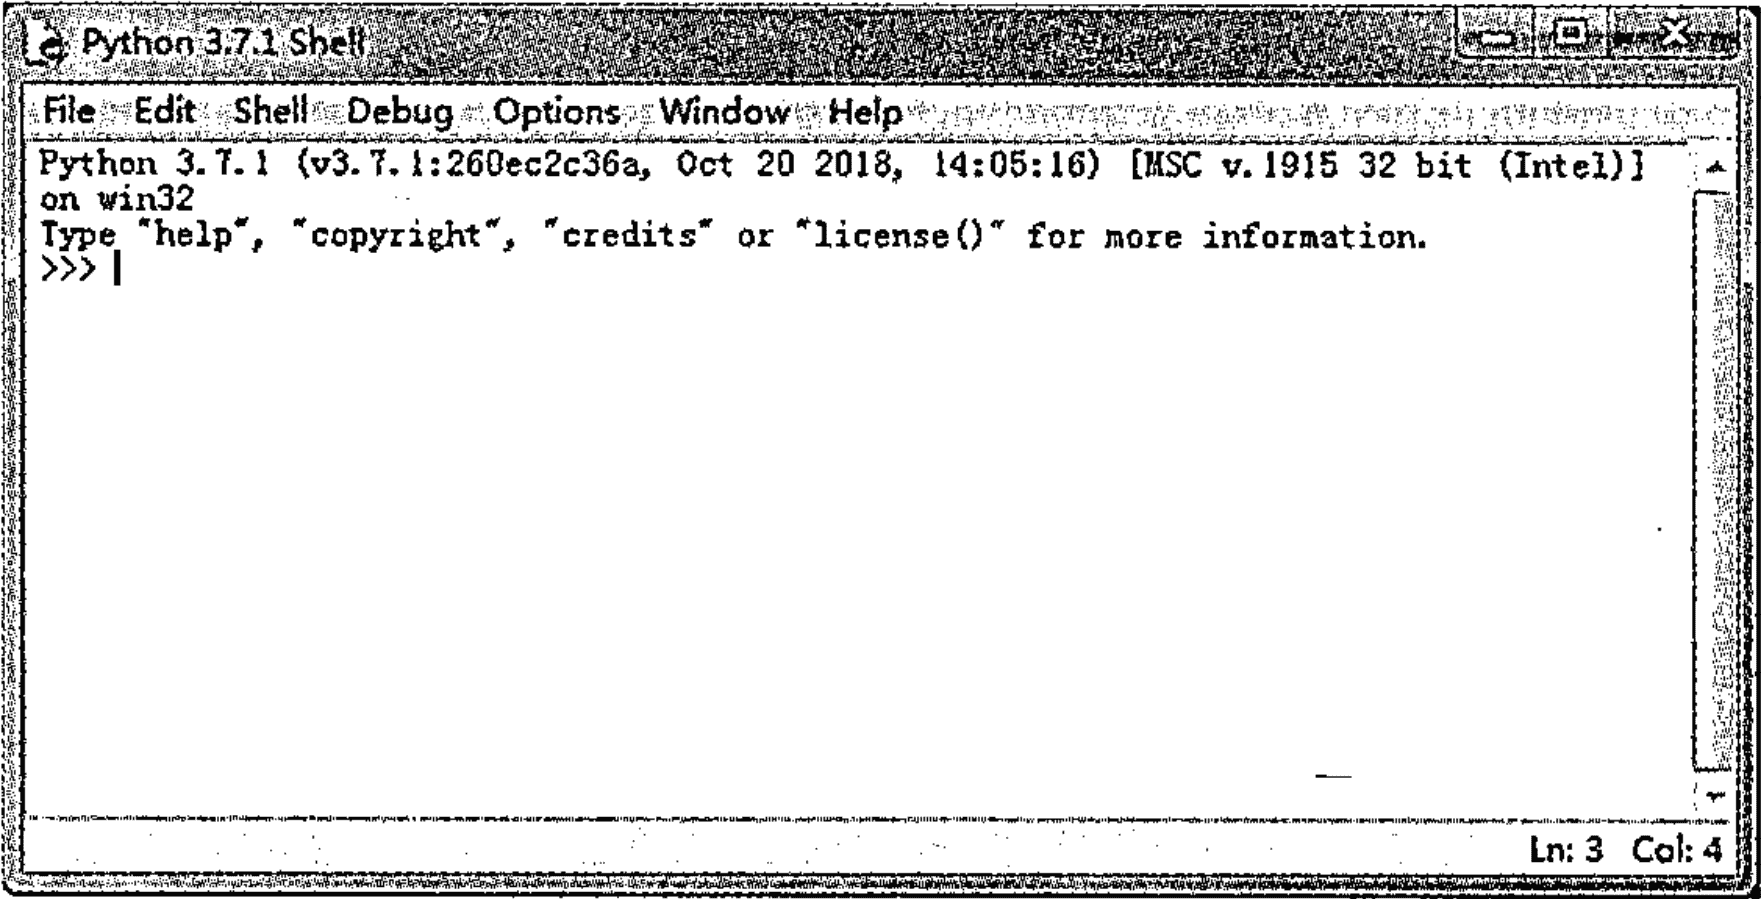 Python 3.7.1 Shell
File Edit Shell Debug Options Window Help
Python 3.7.1 (v3.7.1:260ec2c36a, Oct 20 2018, 14:05:16) [MSC v.1915 32 bit (Intel)]
on win32
Type "help", "copyright", "credits" or "license()" for more information.
>>>
Ln: 3 Col: 4